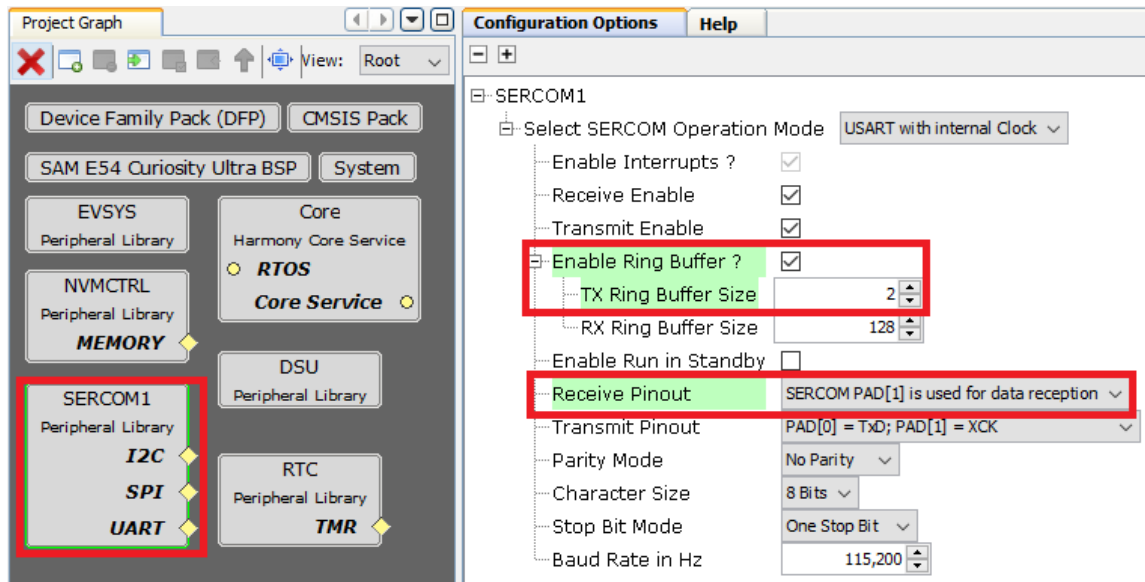 Project Graph
View: Root
Device Family Pack (DFP) CMSIS Pack
SAM E54 Curiosity Ultra BSP System
EVSYS
Peripheral Library
Core
Harmony Core Service
RTOS
Core Service
NVMCTRL
Peripheral Library
MEMORY
DSU
Peripheral Library
SERCOM1
Peripheral Library
I2C
SPI
UART
RTC
Peripheral Library
TMR
Configuration Options Help
SERCOM1
Select SERCOM Operation Mode USART with internal Clock
Enable Interrupts ?
Receive Enable
Transmit Enable
Enable Ring Buffer ?
TX Ring Buffer Size 2
RX Ring Buffer Size 128
Enable Run in Standby
Receive Pinout SERCOM PAD[1] is used for data reception
Transmit Pinout PAD[0] = TxD; PAD[1] = XCK
Parity Mode No Parity
Character Size 8 Bits
Stop Bit Mode One Stop Bit
Baud Rate in Hz 115,200